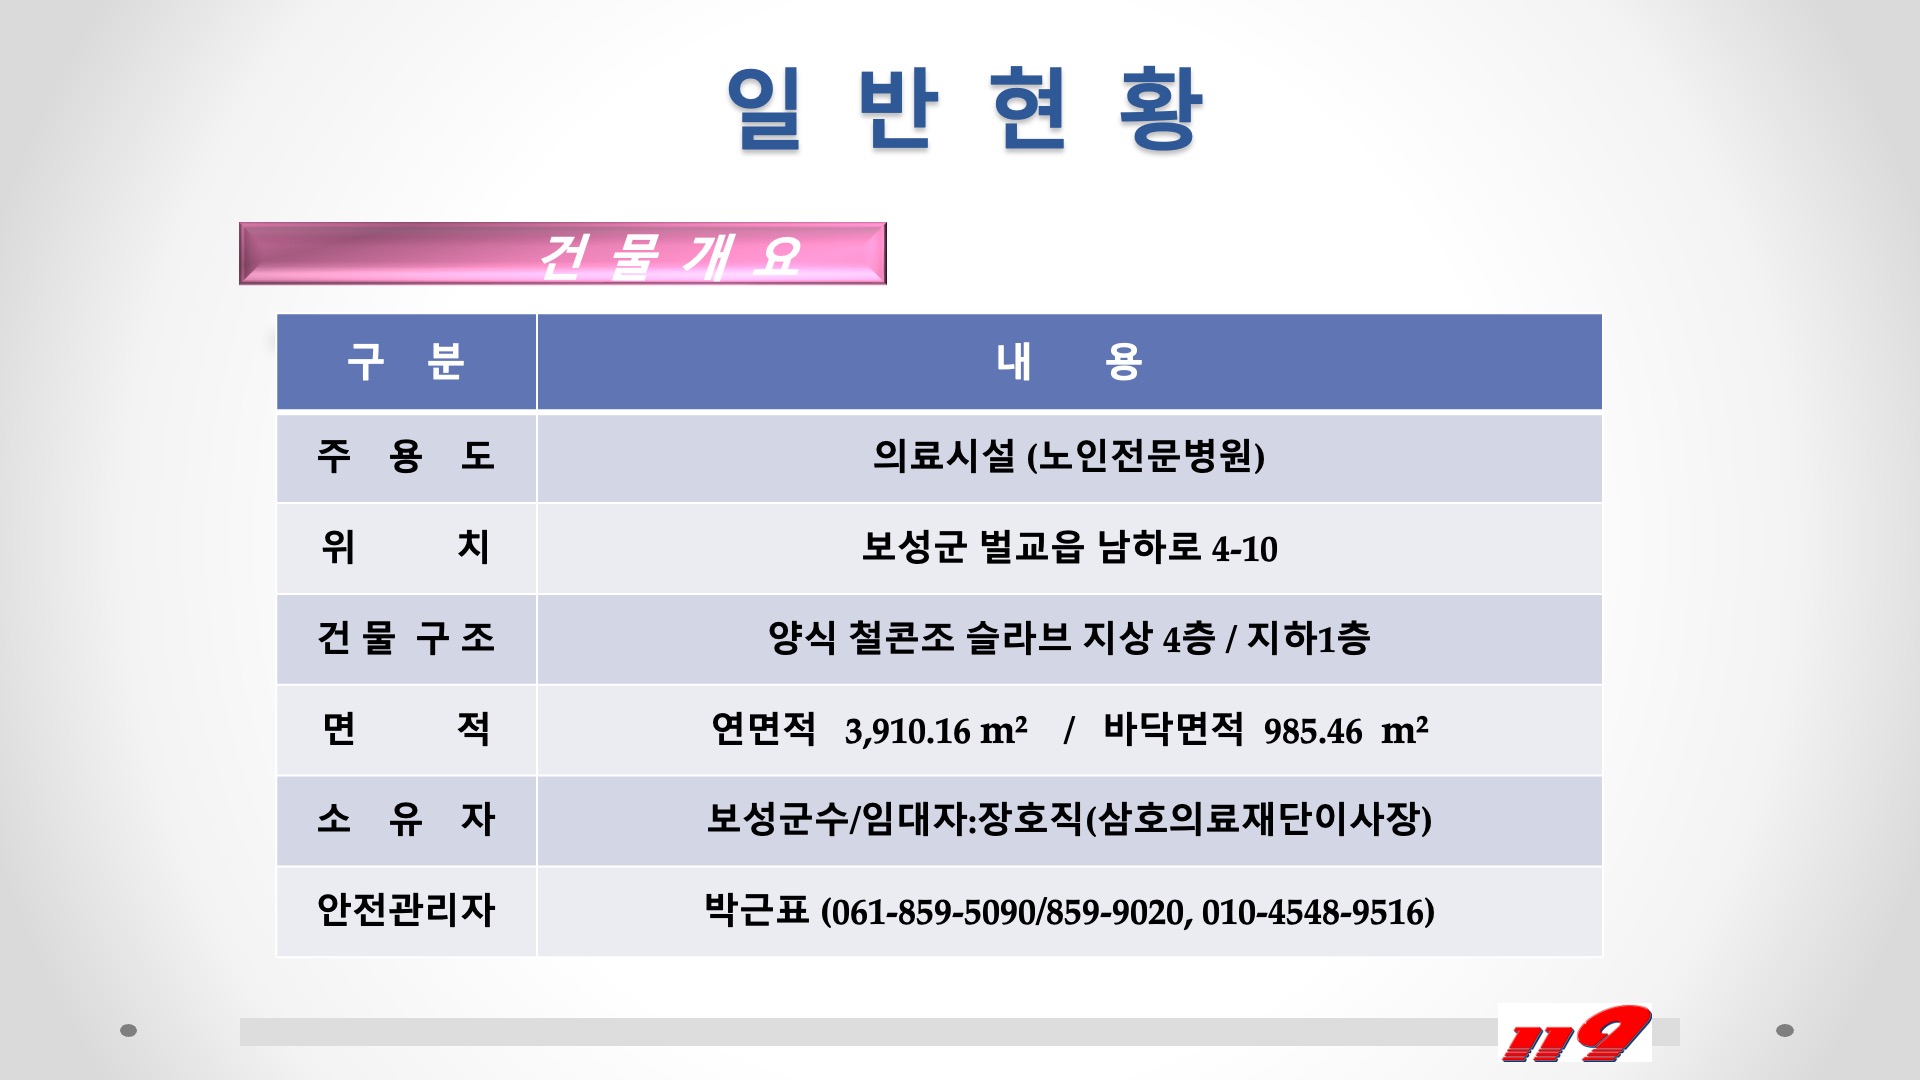 일 반 현 황
건 물 개 요
구 분 내 용
주 용 도 의료시설 (노인전문병원)
위 치 보성군 벌교읍 남하로 4-10
건 물 구 조 양식 철콘조 슬라브 지상 4층 / 지하1층
면 적 연면적 3,910.16 m² / 바닥면적 985.46 m²
소 유 자 보성군수/임대자:장호직(삼호의료재단이사장)
안전관리자 박근표 (061-859-5090/859-9020, 010-4548-9516)
119